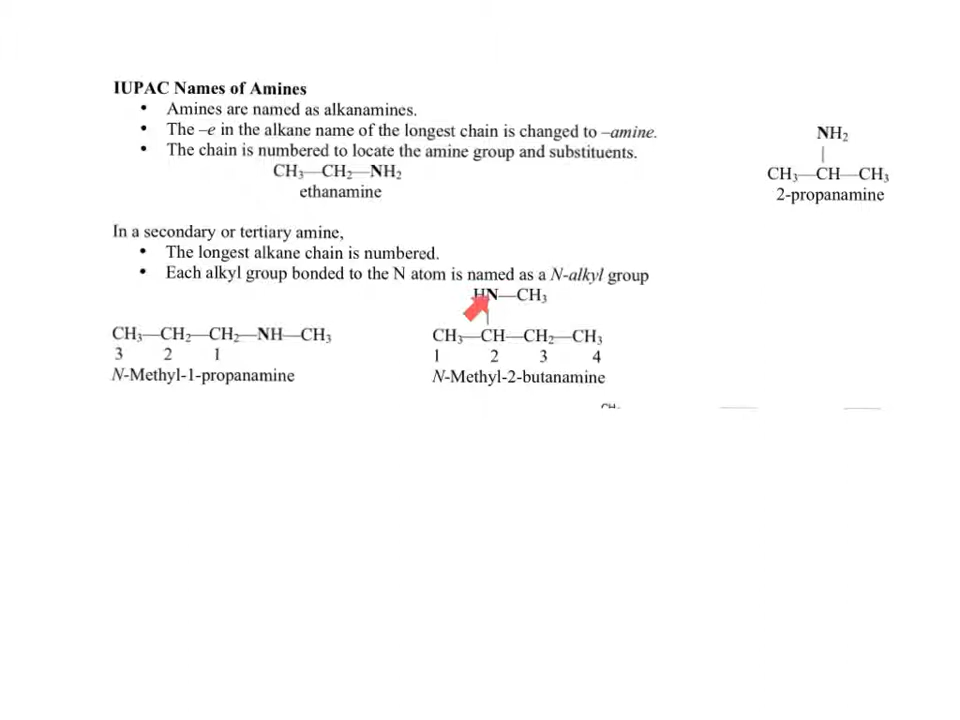 IUPAC Names of Amines
• Amines are named as alkanamines.
• The –e in the alkane name of the longest chain is changed to –amine.
• The chain is numbered to locate the amine group and substituents.
NH₂
|
CH₃—CH₂—NH₂
CH₃—CH—CH₃
ethanamine
2-propanamine
In a secondary or tertiary amine,
• The longest alkane chain is numbered.
• Each alkyl group bonded to the N atom is named as a N-alkyl group
HN—CH₃
|
CH₃—CH₂—CH₂—NH—CH₃
3 2 1
N-Methyl-1-propanamine
CH₃—CH—CH₂—CH₃
1 2 3 4
N-Methyl-2-butanamine